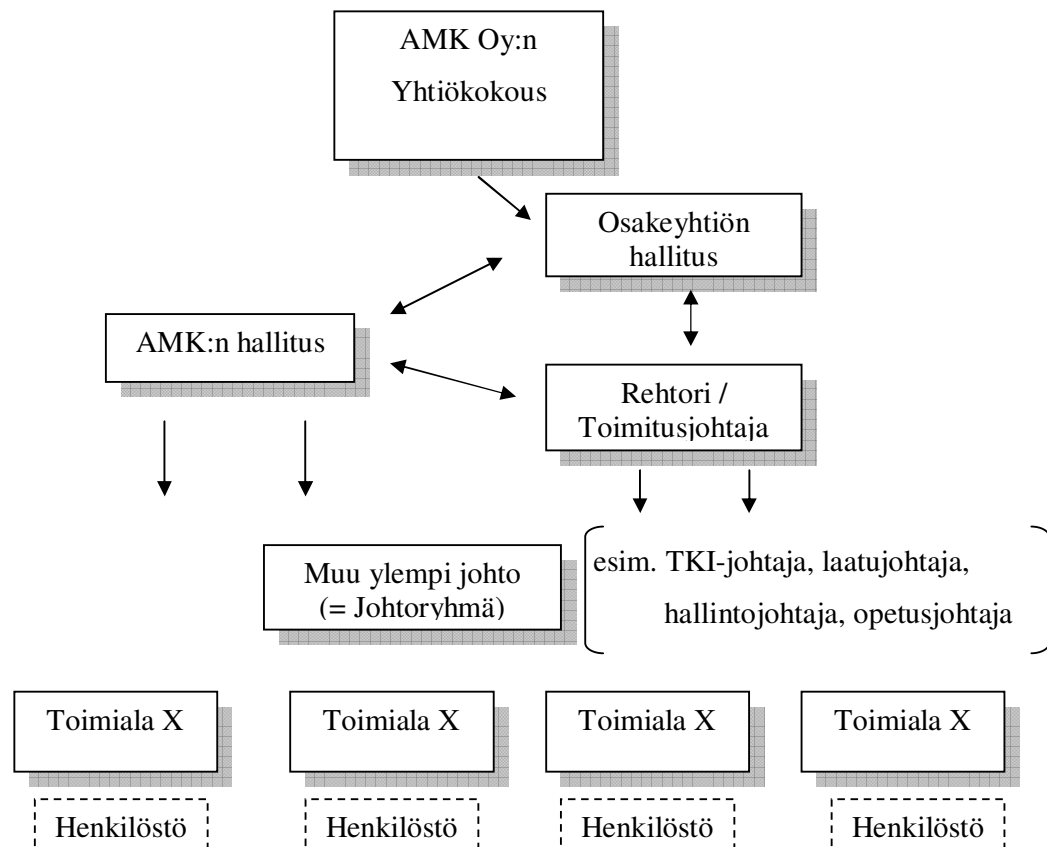 AMK Oy:n
Yhtiökokous
Osakeyhtiön
hallitus
AMK:n hallitus
Rehtori /
Toimitusjohtaja
Muu ylempi johto
(= Johtoryhmä)
esim. TKI-johtaja, laatujohtaja,
hallintojohtaja, opetusjohtaja
Toimiala X
Toimiala X
Toimiala X
Toimiala X
Henkilöstö
Henkilöstö
Henkilöstö
Henkilöstö